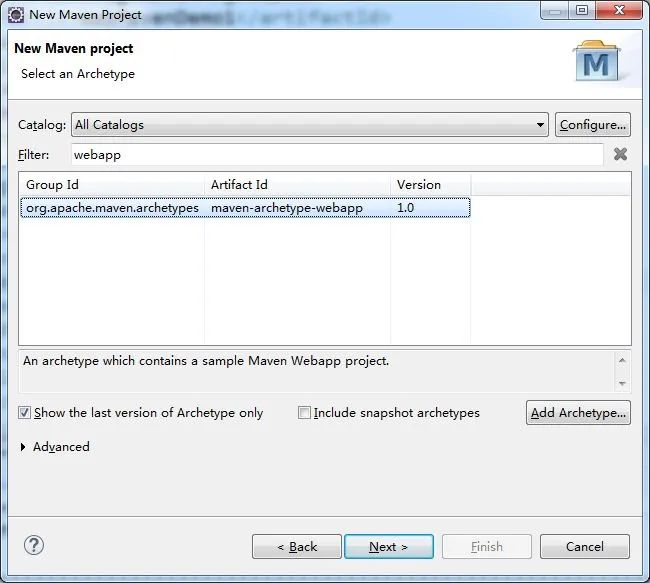 New Maven Project
</artifactId>
New Maven project
Select an Archetype
M
Catalog: All Catalogs Configure...
Filter: webapp
Group Id Artifact Id Version
org.apache.maven.archetypes maven-archetype-webapp 1.0
An archetype which contains a sample Maven Webapp project.
Show the last version of Archetype only Include snapshot archetypes Add Archetype...
Advanced
? < Back Next > Finish Cancel